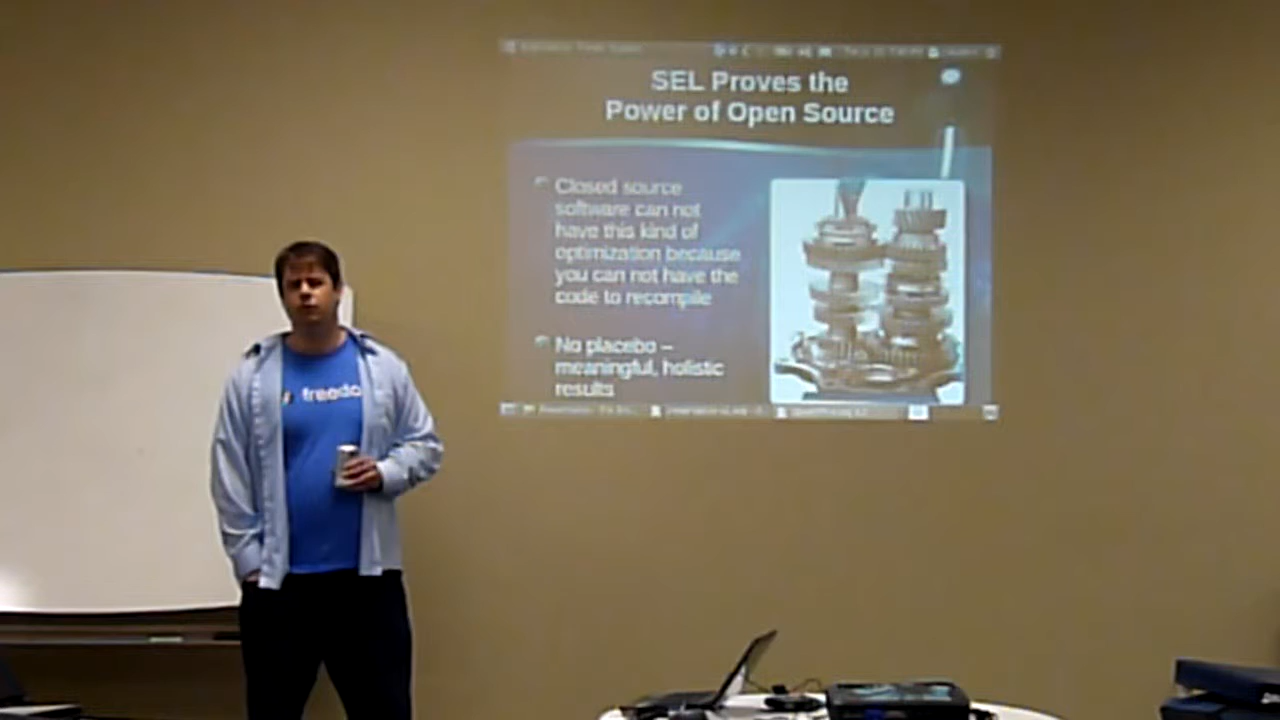 SEL Proves the
Power of Open Source
Closed source
software can not
have this kind of
optimization because
you can not have the
code to recompile
No placebo –
meaningful, holistic
results
freedo